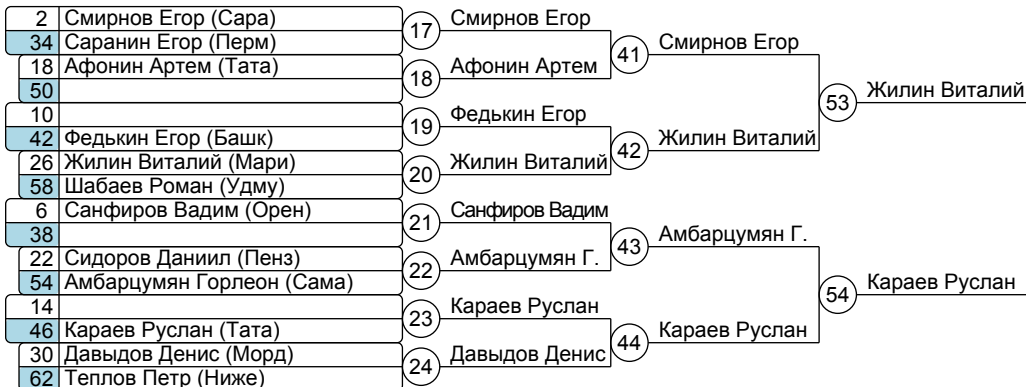 2 Смирнов Егор (Сара)
34 Саранин Егор (Перм)
17 Смирнов Егор
18 Афонин Артем (Тата)
50
18 Афонин Артем
41 Смирнов Егор
10
42 Федькин Егор (Башк)
19 Федькин Егор
26 Жилин Виталий (Мари)
58 Шабаев Роман (Удму)
20 Жилин Виталий
42 Жилин Виталий
53 Жилин Виталий
6 Санфиров Вадим (Орен)
38
21 Санфиров Вадим
22 Сидоров Даниил (Пенз)
54 Амбарцумян Горлеон (Сама)
22 Амбарцумян Г.
43 Амбарцумян Г.
14
46 Караев Руслан (Тата)
23 Караев Руслан
30 Давыдов Денис (Морд)
62 Теплов Петр (Ниже)
24 Давыдов Денис
44 Караев Руслан
54 Караев Руслан